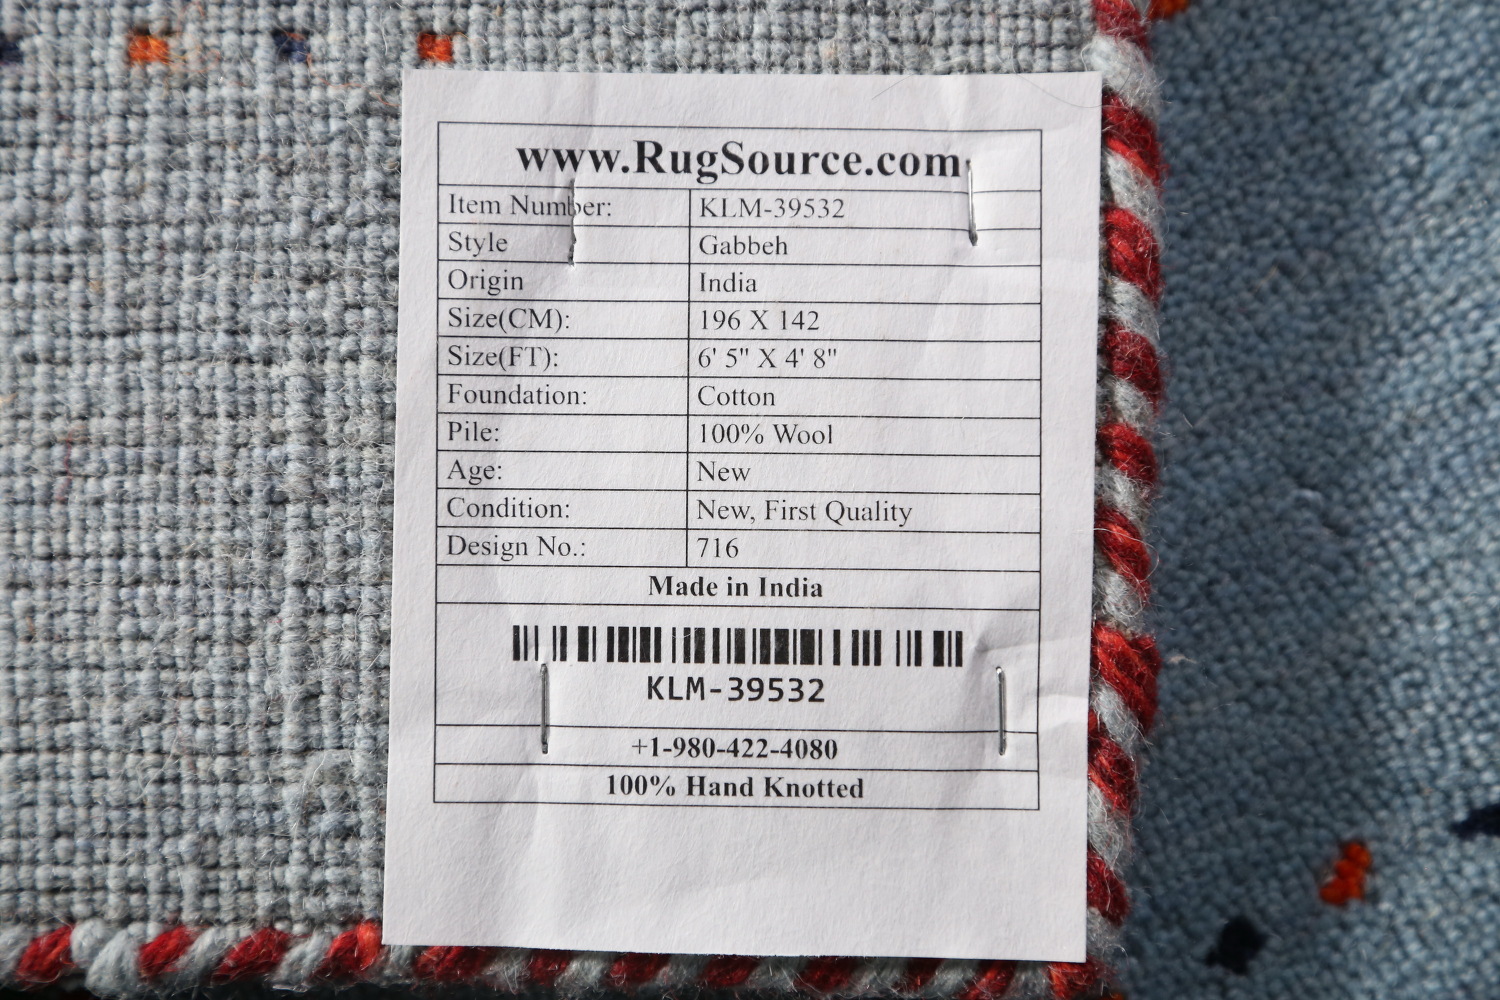 www.RugSource.com
Item Number: KLM-39532
Style Gabbeh
Origin India
Size(CM): 196 X 142
Size(FT): 6' 5" X 4' 8"
Foundation: Cotton
Pile: 100% Wool
Age: New
Condition: New, First Quality
Design No.: 716
Made in India
KLM-39532
+1-980-422-4080
100% Hand Knotted